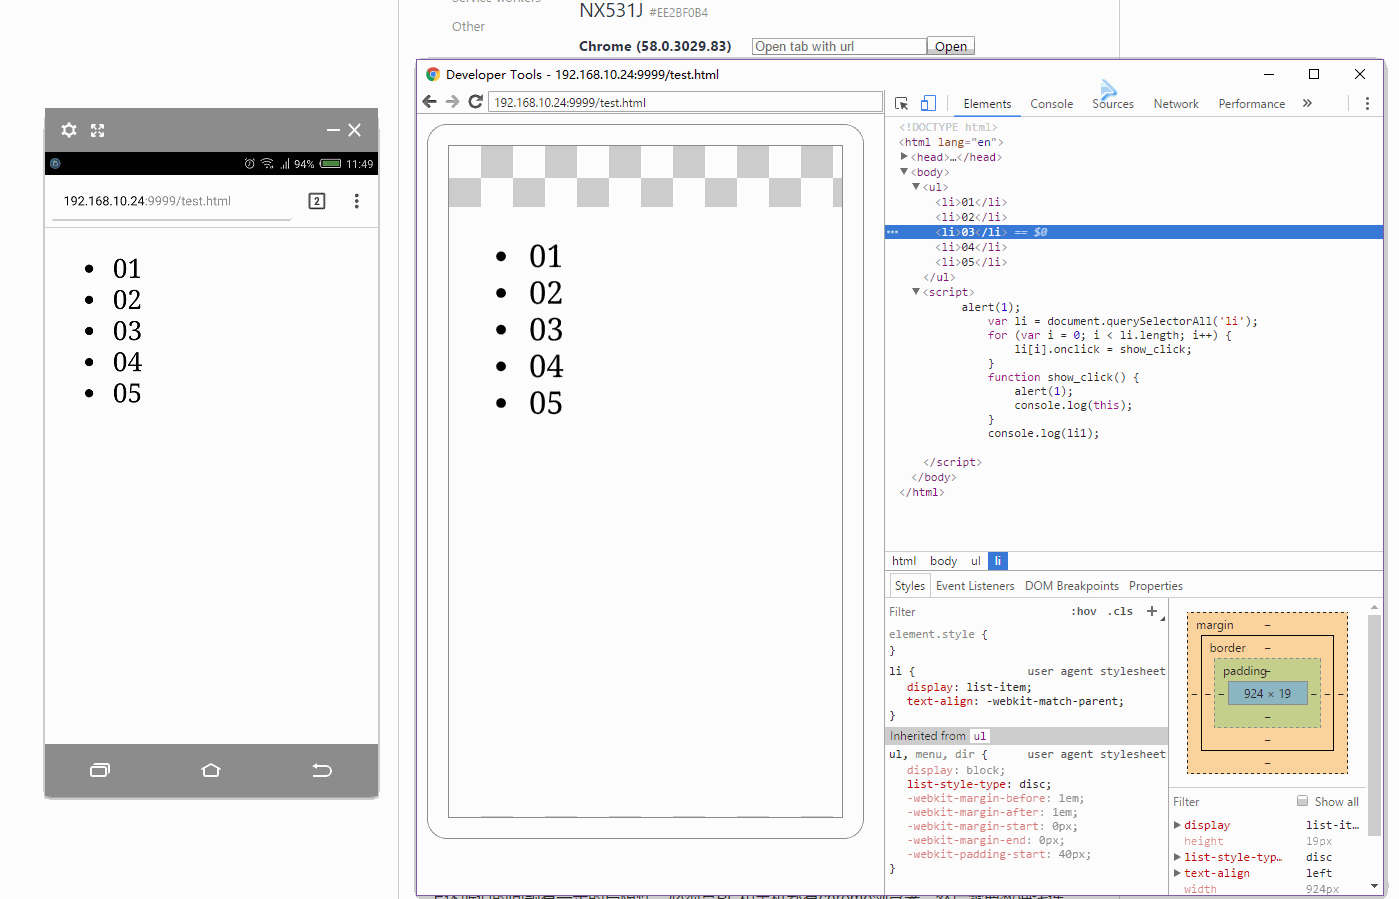 Other
NX531J #EE2BF0B4
Chrome (58.0.3029.83) Open tab with url Open
94% 11:49
192.168.10.24:9999/test.html 2
01
02
03
04
05
Developer Tools - 192.168.10.24:9999/test.html
192.168.10.24:9999/test.html
01
02
03
04
05
Elements Console Sources Network Performance »
<!DOCTYPE html>
<html lang="en">
<head>…</head>
<body>
<ul>
<li>01</li>
<li>02</li>
<li>03</li> == $0
<li>04</li>
<li>05</li>
</ul>
<script>
alert(1);
var li = document.querySelectorAll('li');
for (var i = 0; i < li.length; i++) {
li[i].onclick = show_click;
}
function show_click() {
alert(1);
console.log(this);
}
console.log(li1);
</script>
</body>
</html>
html body ul li
Styles Event Listeners DOM Breakpoints Properties
Filter :hov .cls +
element.style {
}
li { user agent stylesheet
display: list-item;
text-align: -webkit-match-parent;
}
Inherited from ul
ul, menu, dir { user agent stylesheet
display: block;
list-style-type: disc;
-webkit-margin-before: 1em;
-webkit-margin-after: 1em;
-webkit-margin-start: 0px;
-webkit-margin-end: 0px;
-webkit-padding-start: 40px;
}
margin –
border –
padding –
– – – 924 × 19 – – –
–
–
–
Filter Show all
display list-it…
height 19px
list-style-typ… disc
text-align left
width 924px